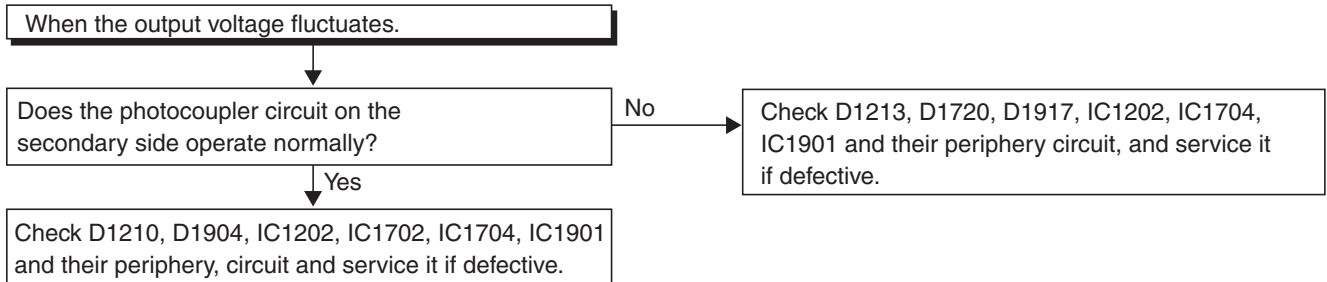 When the output voltage fluctuates.
Does the photocoupler circuit on the
secondary side operate normally?
No
Check D1213, D1720, D1917, IC1202, IC1704,
IC1901 and their periphery circuit, and service it
if defective.
Yes
Check D1210, D1904, IC1202, IC1702, IC1704, IC1901
and their periphery, circuit and service it if defective.